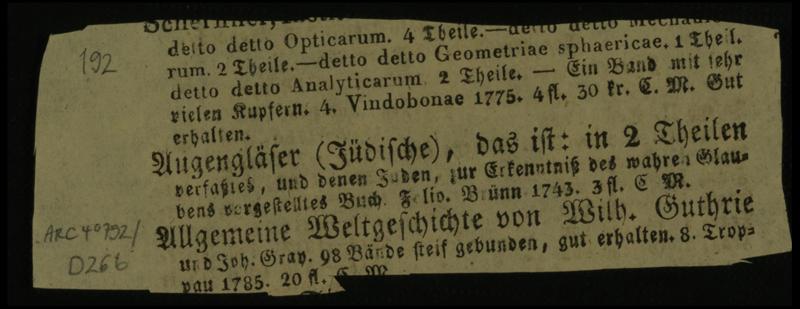 192
Scherffer,
detto detto Opticarum. 4 Theile.—detto detto Mechanica-
rum. 2 Theile.—detto detto Geometriae sphaericae. 1 Theil.
detto detto Analyticarum 2 Theile. — Ein Band mit sehr
vielen Kupfern. 4. Vindobonae 1775. 4 fl. 30 kr. C. M. Gut
erhalten.
Augengläser (Jüdische), das ist: in 2 Theilen
verfaßtes, und denen Juden, zur Erkenntniß des wahren Glau-
bens vorgestelltes Buch. Folio. Brünn 1743. 3 fl. C M.
Allgemeine Weltgeschichte von Wilh. Guthrie
und Joh. Gray. 98 Bände steif gebunden, gut erhalten. 8. Trop-
pau 1785. 20 fl. C. M
ARC 4° 792/
D266